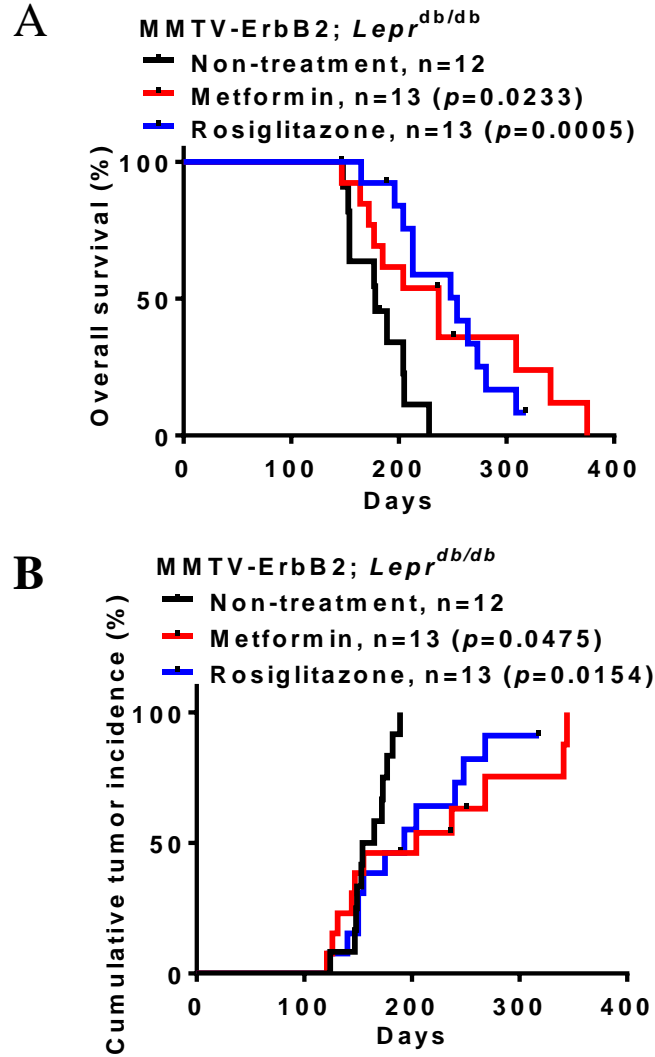 A
MMTV-ErbB2; Lepr^db/db
Non-treatment, n=12
Metformin, n=13 (p=0.0233)
Rosiglitazone, n=13 (p=0.0005)
Overall survival (%)
100
50
0
0 100 200 300 400
Days
B
MMTV-ErbB2; Lepr^db/db
Non-treatment, n=12
Metformin, n=13 (p=0.0475)
Rosiglitazone, n=13 (p=0.0154)
Cumulative tumor incidence (%)
100
50
0
0 100 200 300 400
Days